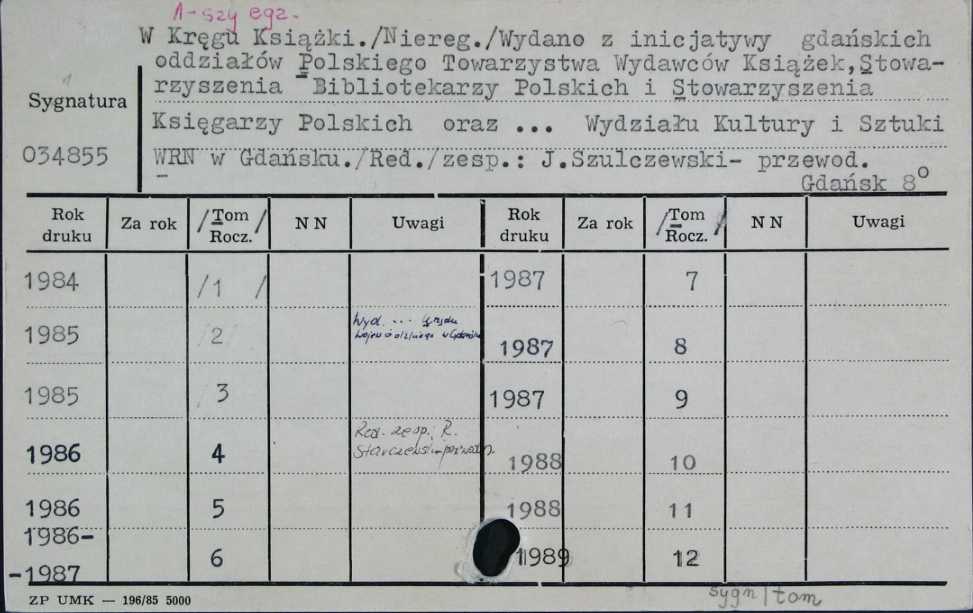 1-szy egz.
W Kręgu Książki./Niereg./Wydano z inicjatywy gdańskich
oddziałów Polskiego Towarzystwa Wydawców Książek,Stowa-
rzyszenia Bibliotekarzy Polskich i Stowarzyszenia
Sygnatura
Księgarzy Polskich oraz ... Wydziału Kultury i Sztuki
034855
WRN w Gdańsku./Red./zesp.: J.Szulczewski- przewod.
Gdańsk 8°
Rok druku Za rok /Tom/ Rocz. N N Uwagi Rok druku Za rok /Tom/ Rocz. N N Uwagi
1984 /1 / 1987 7
1985 /2 Wyd. ... Urzędu 1987 8
Wojewódzkiego w Gdańsku
1985 3 1987 9
1986 4 Red. zesp.: R. 1988 10
1986 5 1988 11
1986- 6 1989 12
-1987
ZP UMK — 196/85 5000
sygn/tom